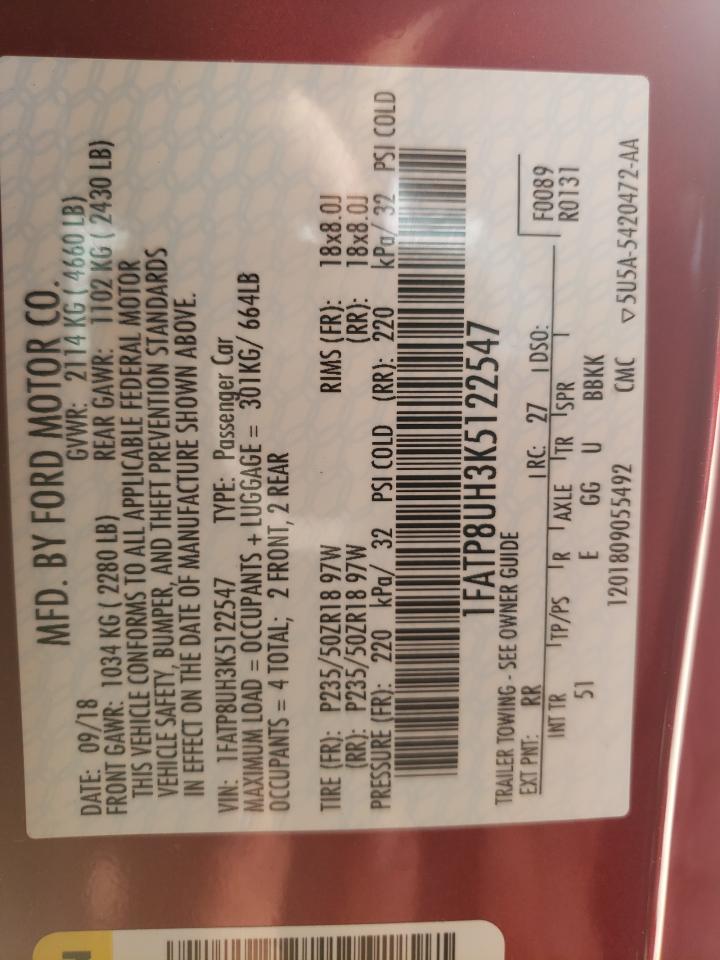 MFD. BY FORD MOTOR CO.
DATE: 09/18 GVWR: 2114 KG ( 4660 LB)
FRONT GAWR: 1034 KG ( 2280 LB) REAR GAWR: 1102 KG ( 2430 LB)
THIS VEHICLE CONFORMS TO ALL APPLICABLE FEDERAL MOTOR
VEHICLE SAFETY, BUMPER, AND THEFT PREVENTION STANDARDS
IN EFFECT ON THE DATE OF MANUFACTURE SHOWN ABOVE.
VIN: 1FATP8UH3K5122547 TYPE: Passenger Car
MAXIMUM LOAD = OCCUPANTS + LUGGAGE = 301KG/ 664LB
OCCUPANTS = 4 TOTAL; 2 FRONT, 2 REAR
TIRE (FR): P235/50ZR18 97W RIMS (FR): 18x8.0J
(RR): P235/50ZR18 97W (RR): 18x8.0J
PRESSURE (FR): 220 kPa/ 32 PSI COLD (RR): 220 kPa/ 32 PSI COLD
1FATP8UH3K5122547
TRAILER TOWING - SEE OWNER GUIDE
EXT PNT: RR RC: 27 DSO: F0089
INT TR TP/PS R AXLE TR SPR R0131
51 E GG U BBKK
1201809055492 CMC ▽5U5A-5420472-AA